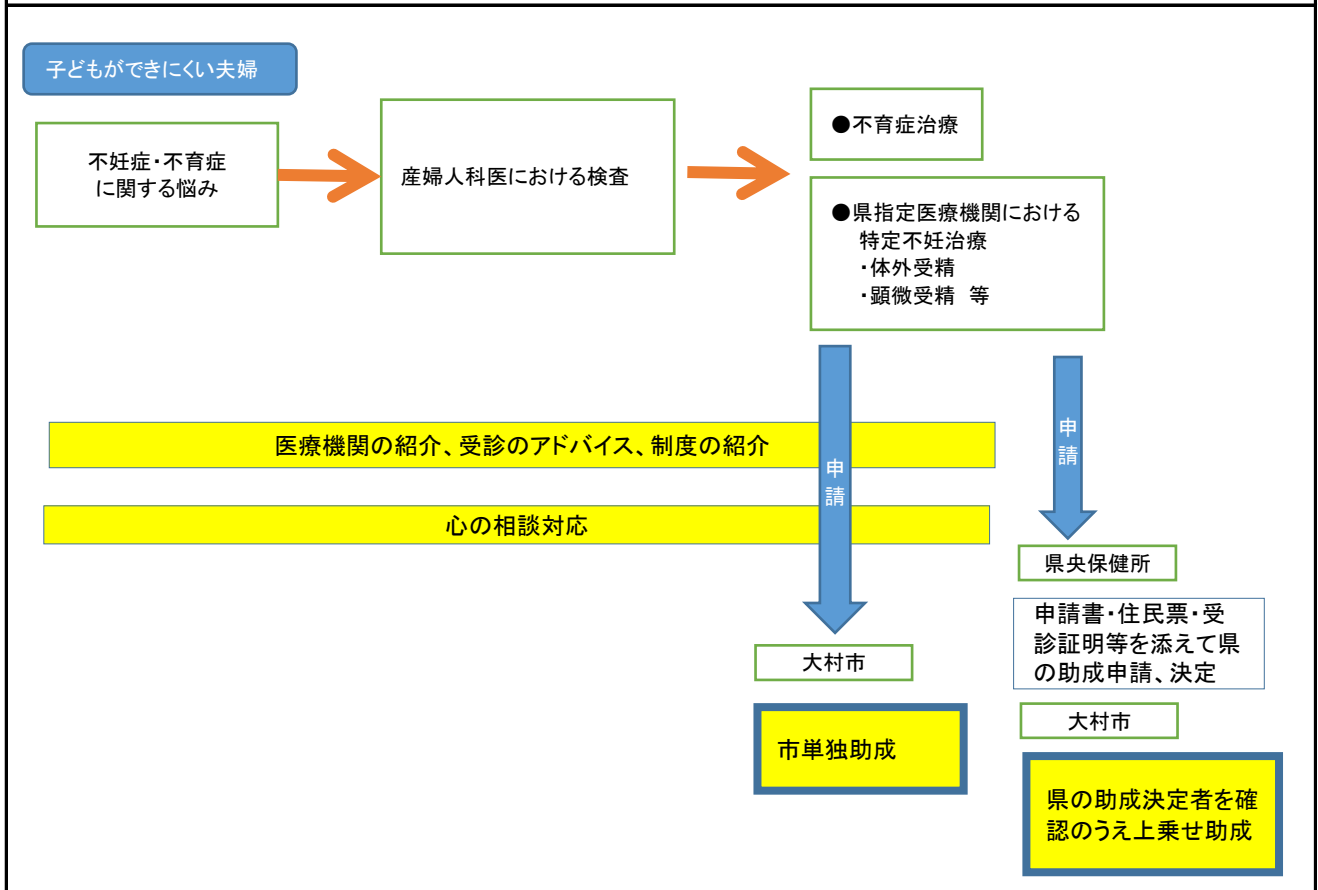 子どもができにくい夫婦
不妊症・不育症
に関する悩み
産婦人科医における検査
●不育症治療
●県指定医療機関における
特定不妊治療
・体外受精
・顕微受精 等
医療機関の紹介、受診のアドバイス、制度の紹介
心の相談対応
申請
申請
大村市
市単独助成
県央保健所
申請書・住民票・受
診証明等を添えて県
の助成申請、決定
大村市
県の助成決定者を確
認のうえ上乗せ助成